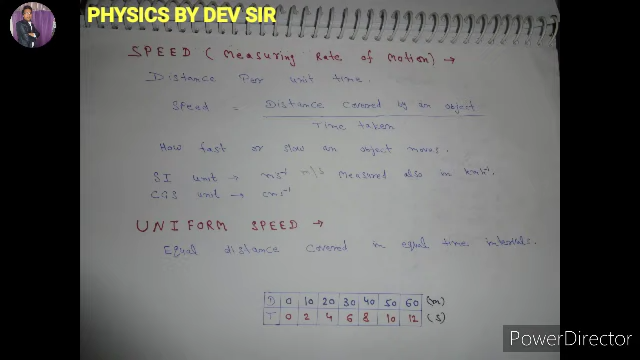 PHYSICS BY DEV SIR
SPEED (Measuring Rate of Motion) →
Distance Per unit time.
Speed = Distance covered by an object
Time taken
How fast or slow an object moves.
SI unit → ms⁻¹ m/s measured also in kmh⁻¹.
CGS unit → cms⁻¹
UNIFORM SPEED →
Equal distance covered in equal time intervals.
D 0 10 20 30 40 50 60 (m)
T 0 2 4 6 8 10 12 (s)
PowerDirector